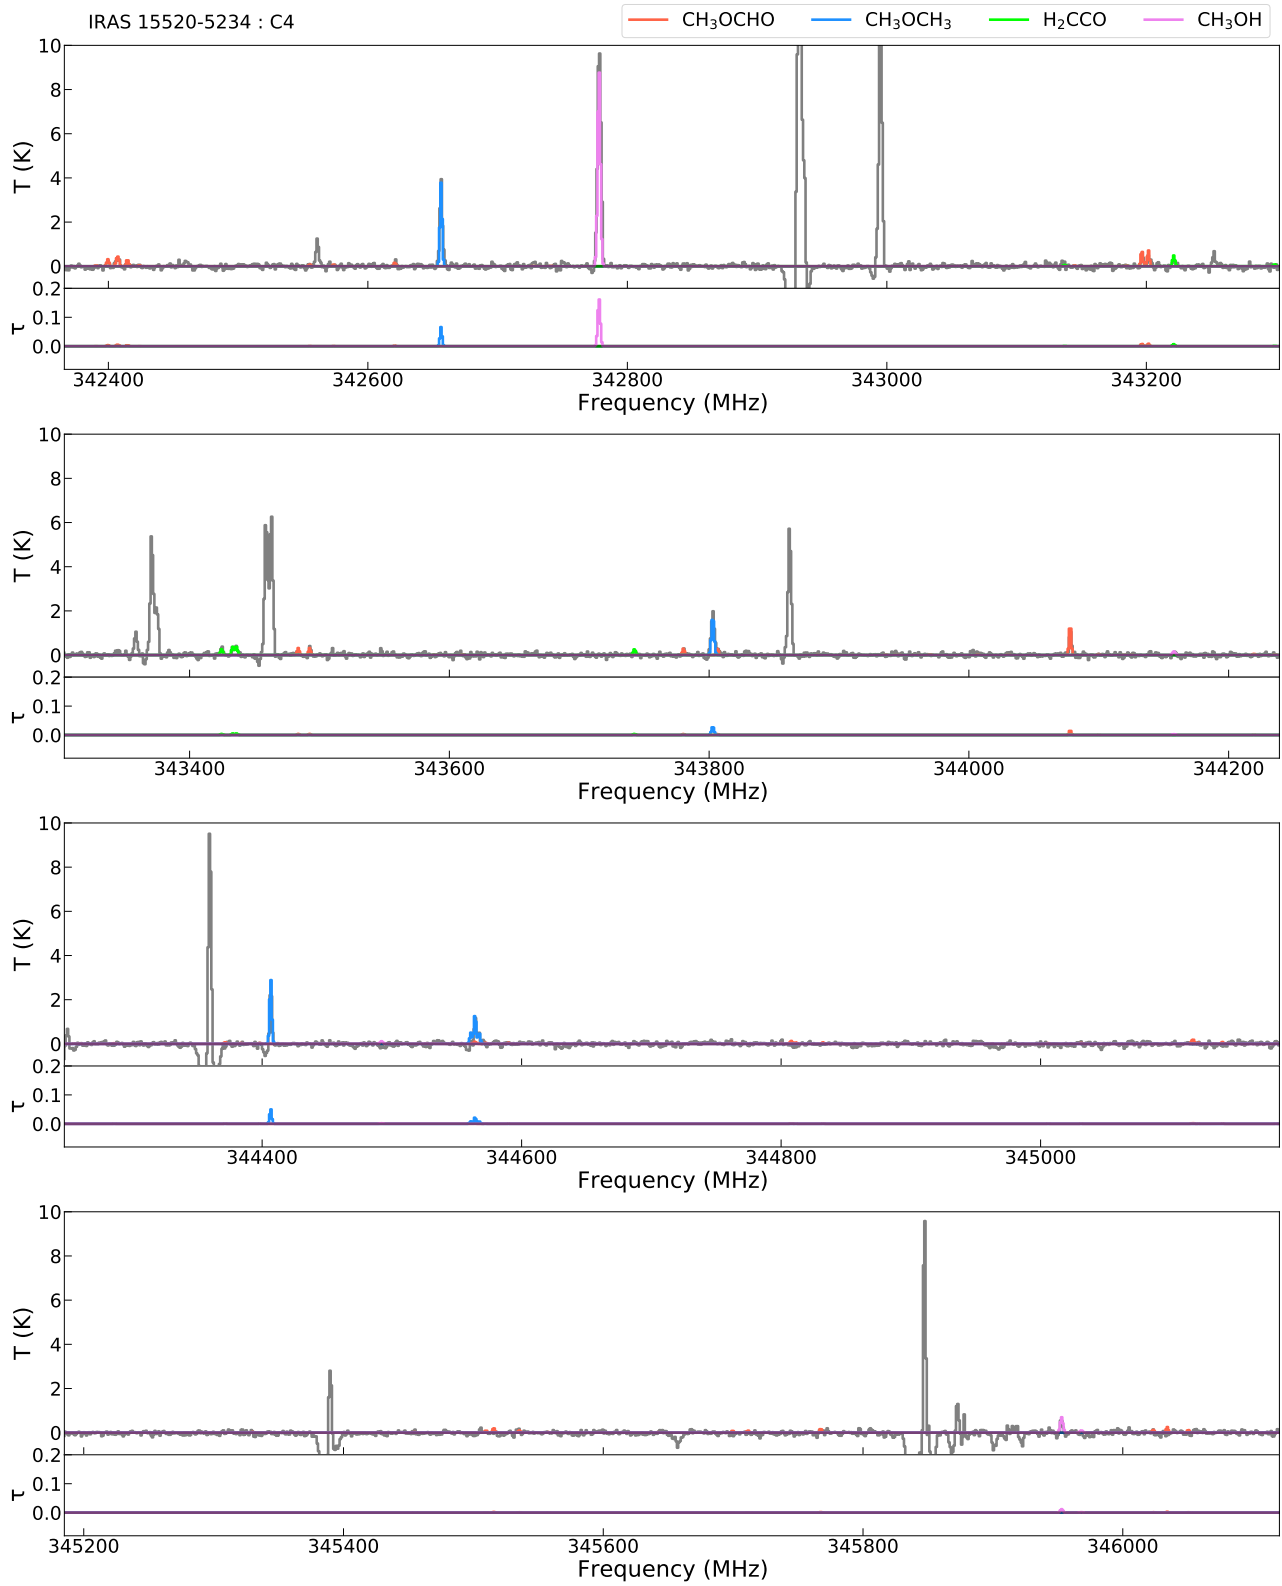 IRAS 15520-5234 : C4
CH₃OCHO CH₃OCH₃ H₂CCO CH₃OH
10
8
6
4
2
0
T (K)
0.2
0.1
0.0
τ
342400 342600 342800 343000 343200
Frequency (MHz)
10
8
6
4
2
0
T (K)
0.2
0.1
0.0
τ
343400 343600 343800 344000 344200
Frequency (MHz)
10
8
6
4
2
0
T (K)
0.2
0.1
0.0
τ
344400 344600 344800 345000
Frequency (MHz)
10
8
6
4
2
0
T (K)
0.2
0.1
0.0
τ
345200 345400 345600 345800 346000
Frequency (MHz)